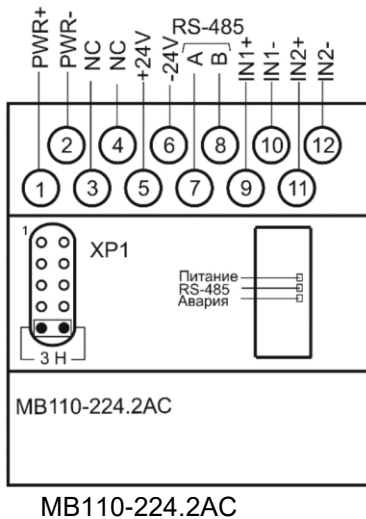 RS-485
PWR+ PWR- NC NC +24V -24V A B IN1+ IN1- IN2+ IN2-
2 4 6 8 10 12
1 3 5 7 9 11
1
XP1
Питание
RS-485
Авария
3 Н
МВ110-224.2АС
МВ110-224.2АС